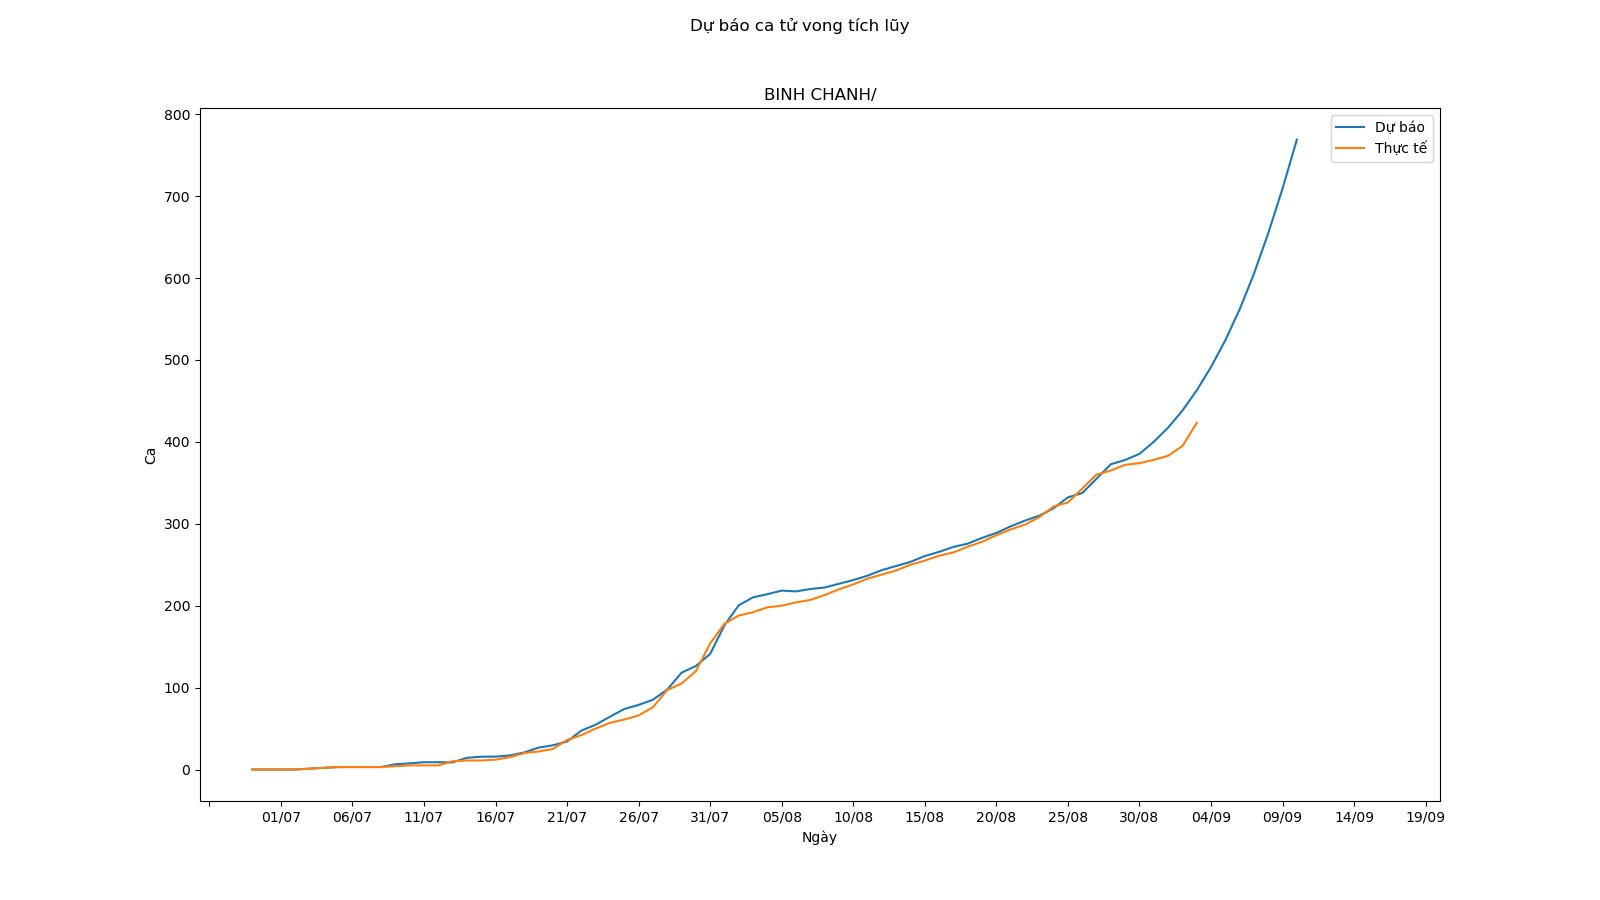 Dự báo ca tử vong tích lũy
BINH CHANH/
Dự báo
Thực tế
800
700
600
500
400
300
200
100
0
Ca
01/07 06/07 11/07 16/07 21/07 26/07 31/07 05/08 10/08 15/08 20/08 25/08 30/08 04/09 09/09 14/09 19/09
Ngày